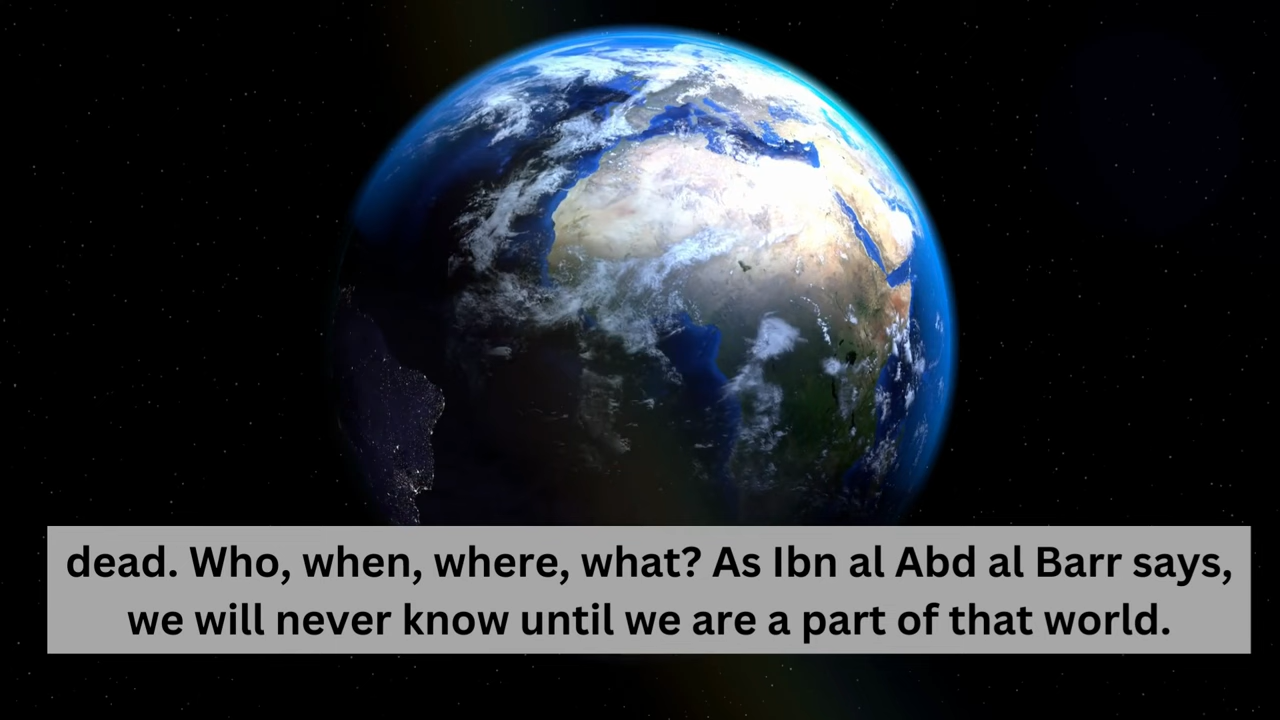 dead. Who, when, where, what? As Ibn al Abd al Barr says,
we will never know until we are a part of that world.